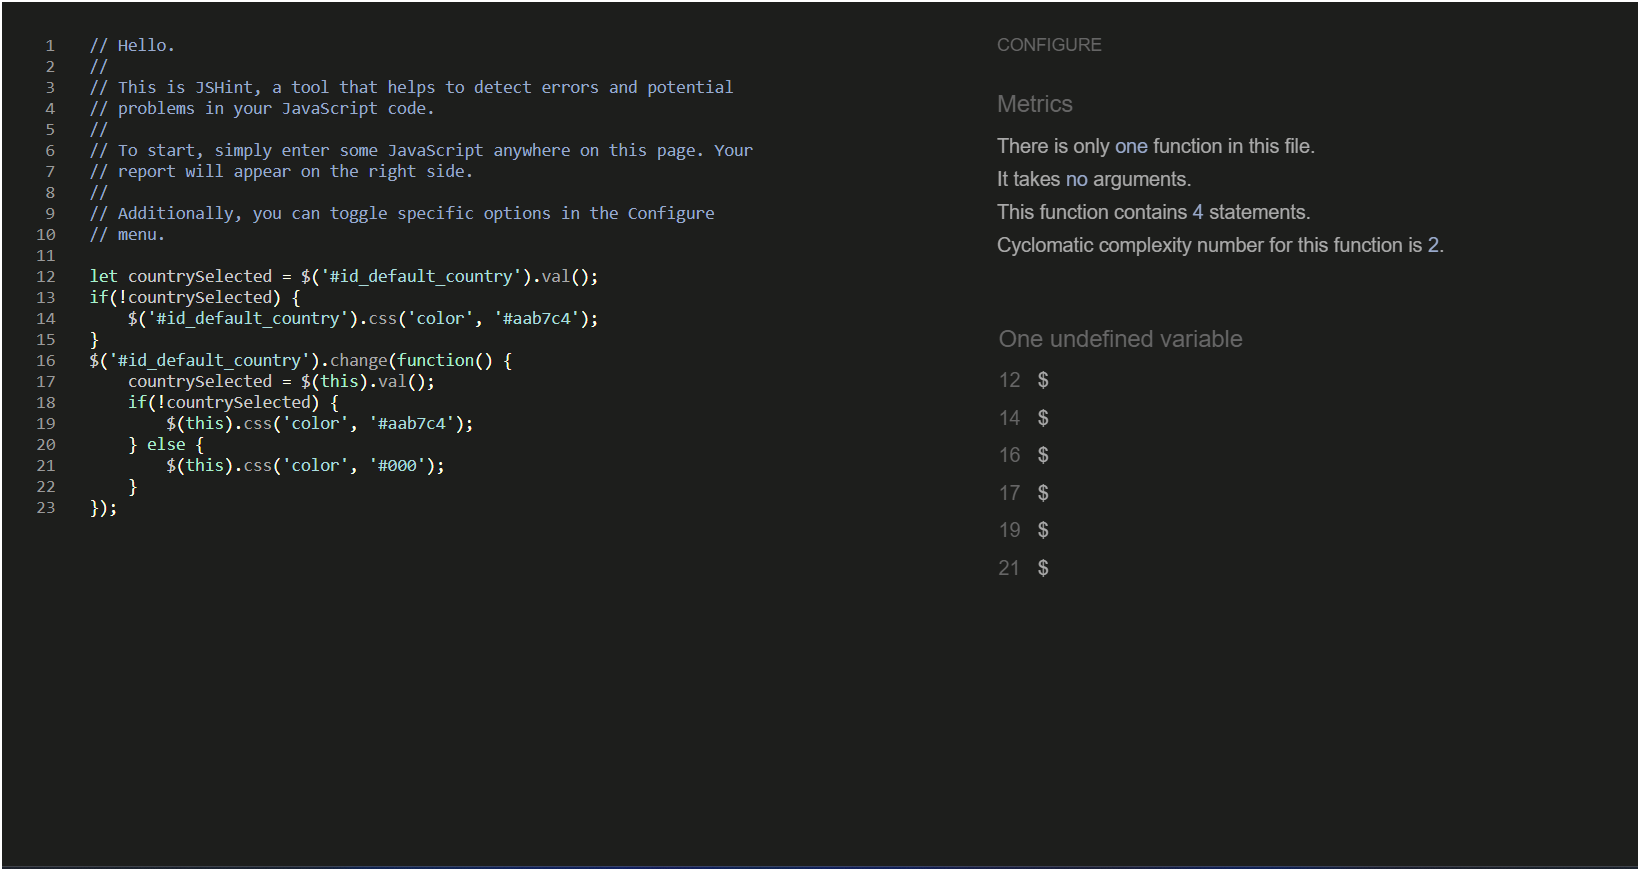 1 // Hello.
2 //
3 // This is JSHint, a tool that helps to detect errors and potential
4 // problems in your JavaScript code.
5 //
6 // To start, simply enter some JavaScript anywhere on this page. Your
7 // report will appear on the right side.
8 //
9 // Additionally, you can toggle specific options in the Configure
10 // menu.
11
12 let countrySelected = $('#id_default_country').val();
13 if(!countrySelected) {
14     $('#id_default_country').css('color', '#aab7c4');
15 }
16 $('#id_default_country').change(function() {
17     countrySelected = $(this).val();
18     if(!countrySelected) {
19         $(this).css('color', '#aab7c4');
20     } else {
21         $(this).css('color', '#000');
22     }
23 });
CONFIGURE
Metrics
There is only one function in this file.
It takes no arguments.
This function contains 4 statements.
Cyclomatic complexity number for this function is 2.
One undefined variable
12 $
14 $
16 $
17 $
19 $
21 $